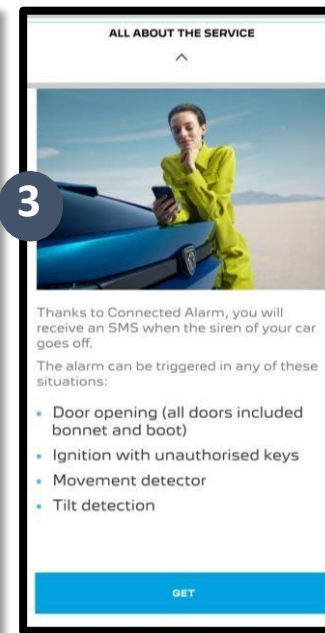 ALL ABOUT THE SERVICE
3
Thanks to Connected Alarm, you will
receive an SMS when the siren of your car
goes off.
The alarm can be triggered in any of these
situations:
• Door opening (all doors included
bonnet and boot)
• Ignition with unauthorised keys
• Movement detector
• Tilt detection
GET